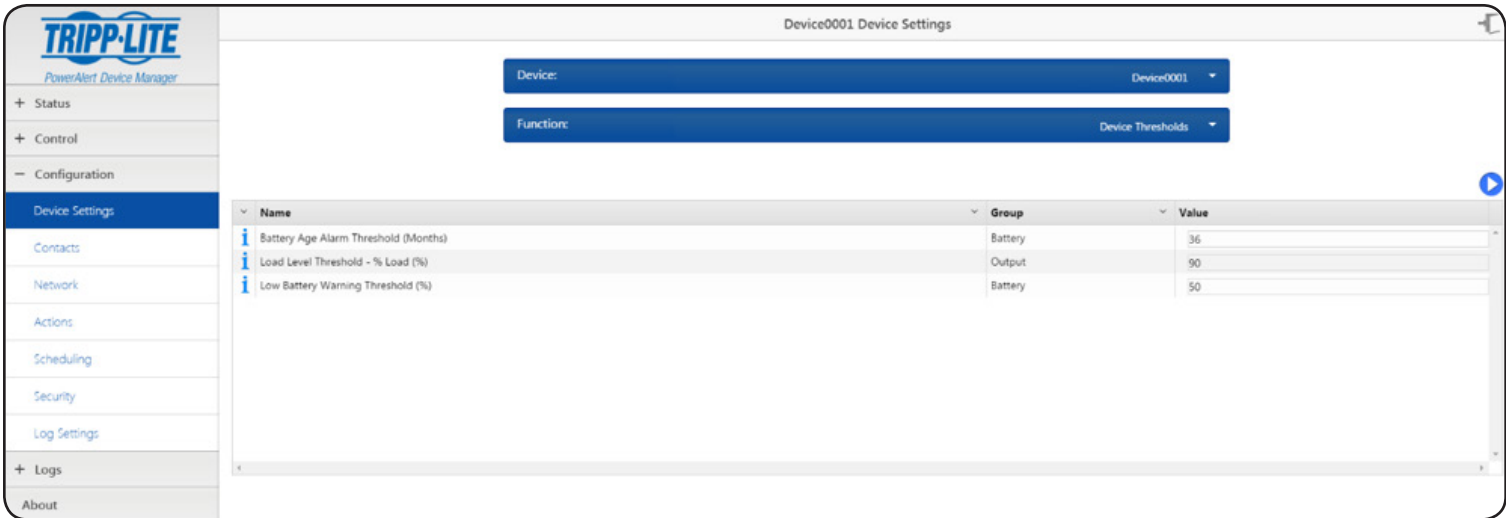 TRIPP·LITE
PowerAlert Device Manager
+ Status
+ Control
− Configuration
Device Settings
Contacts
Network
Actions
Scheduling
Security
Log Settings
+ Logs
About
Device0001 Device Settings
Device: Device0001
Function: Device Thresholds
Name Group Value
Battery Age Alarm Threshold (Months) Battery 36
Load Level Threshold - % Load (%) Output 90
Low Battery Warning Threshold (%) Battery 50